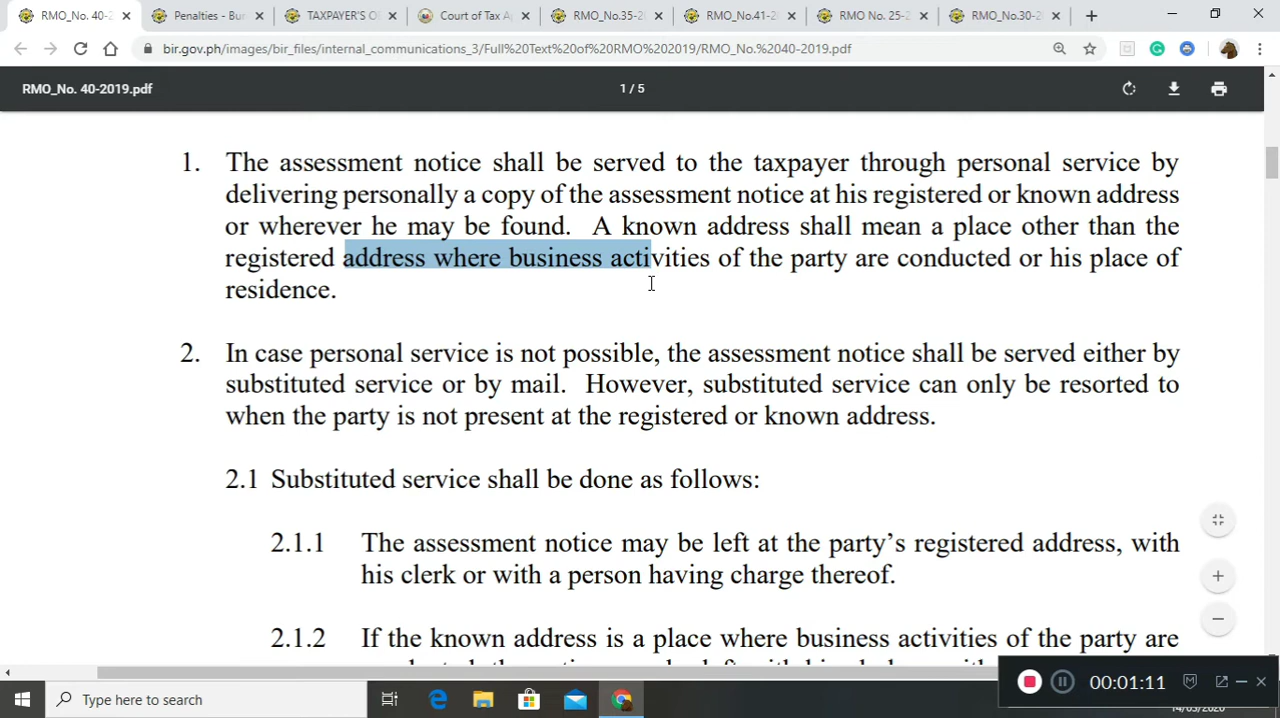 RMO_No. 40-2
Penalties - Bur
TAXPAYER'S O
Court of Tax Ap
RMO_No.35-2
RMO_No.41-2
RMO No. 25-2
RMO_No.30-2
bir.gov.ph/images/bir_files/internal_communications_3/Full%20Text%20of%20RMO%202019/RMO_No.%2040-2019.pdf
RMO_No. 40-2019.pdf
1 / 5
1. The assessment notice shall be served to the taxpayer through personal service by
delivering personally a copy of the assessment notice at his registered or known address
or wherever he may be found. A known address shall mean a place other than the
registered address where business activities of the party are conducted or his place of
residence.
2. In case personal service is not possible, the assessment notice shall be served either by
substituted service or by mail. However, substituted service can only be resorted to
when the party is not present at the registered or known address.
2.1 Substituted service shall be done as follows:
2.1.1 The assessment notice may be left at the party's registered address, with
his clerk or with a person having charge thereof.
2.1.2 If the known address is a place where business activities of the party are
Type here to search
00:01:11